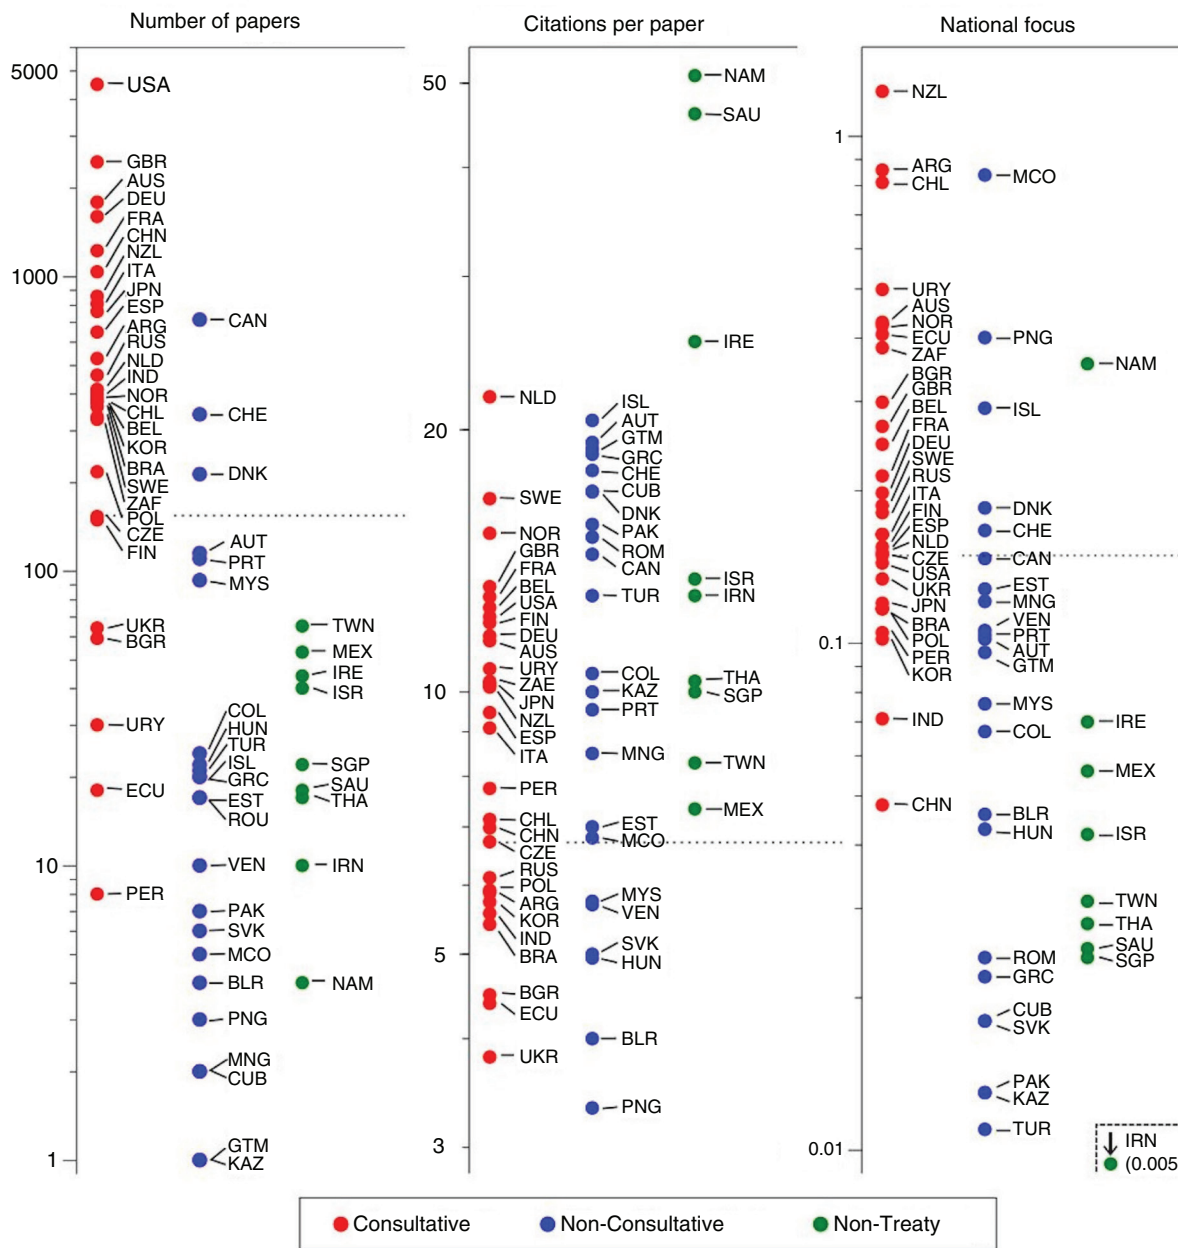 Number of papers
5000
1000
100
10
1
USA
GBR
AUS
DEU
FRA
CHN
NZL
ITA
JPN
ESP
ARG
RUS
NLD
IND
NOR
CHL
BEL
KOR
BRA
SWE
ZAF
POL
CZE
FIN
UKR
BGR
URY
ECU
PER
CAN
CHE
DNK
AUT
PRT
MYS
COL
HUN
TUR
ISL
GRC
EST
ROU
VEN
PAK
SVK
MCO
BLR
PNG
MNG
CUB
GTM
KAZ
TWN
MEX
IRE
ISR
SGP
SAU
THA
IRN
NAM
Citations per paper
50
20
10
5
3
NLD
SWE
NOR
GBR
FRA
BEL
USA
FIN
DEU
AUS
URY
ZAE
JPN
NZL
ESP
ITA
PER
CHL
CHN
CZE
RUS
POL
ARG
KOR
IND
BRA
BGR
ECU
UKR
ISL
AUT
GTM
GRC
CHE
CUB
DNK
PAK
ROM
CAN
TUR
COL
KAZ
PRT
MNG
EST
MCO
MYS
VEN
SVK
HUN
BLR
PNG
NAM
SAU
IRE
ISR
IRN
THA
SGP
TWN
MEX
National focus
1
0.1
0.01
NZL
ARG
CHL
URY
AUS
NOR
ECU
ZAF
BGR
GBR
BEL
FRA
DEU
SWE
RUS
ITA
FIN
ESP
NLD
CZE
USA
UKR
JPN
BRA
POL
PER
KOR
IND
CHN
MCO
PNG
ISL
DNK
CHE
CAN
EST
MNG
VEN
PRT
AUT
GTM
MYS
COL
BLR
HUN
ROM
GRC
CUB
SVK
PAK
KAZ
TUR
NAM
IRE
MEX
ISR
TWN
THA
SAU
SGP
IRN
(0.005
Consultative
Non-Consultative
Non-Treaty